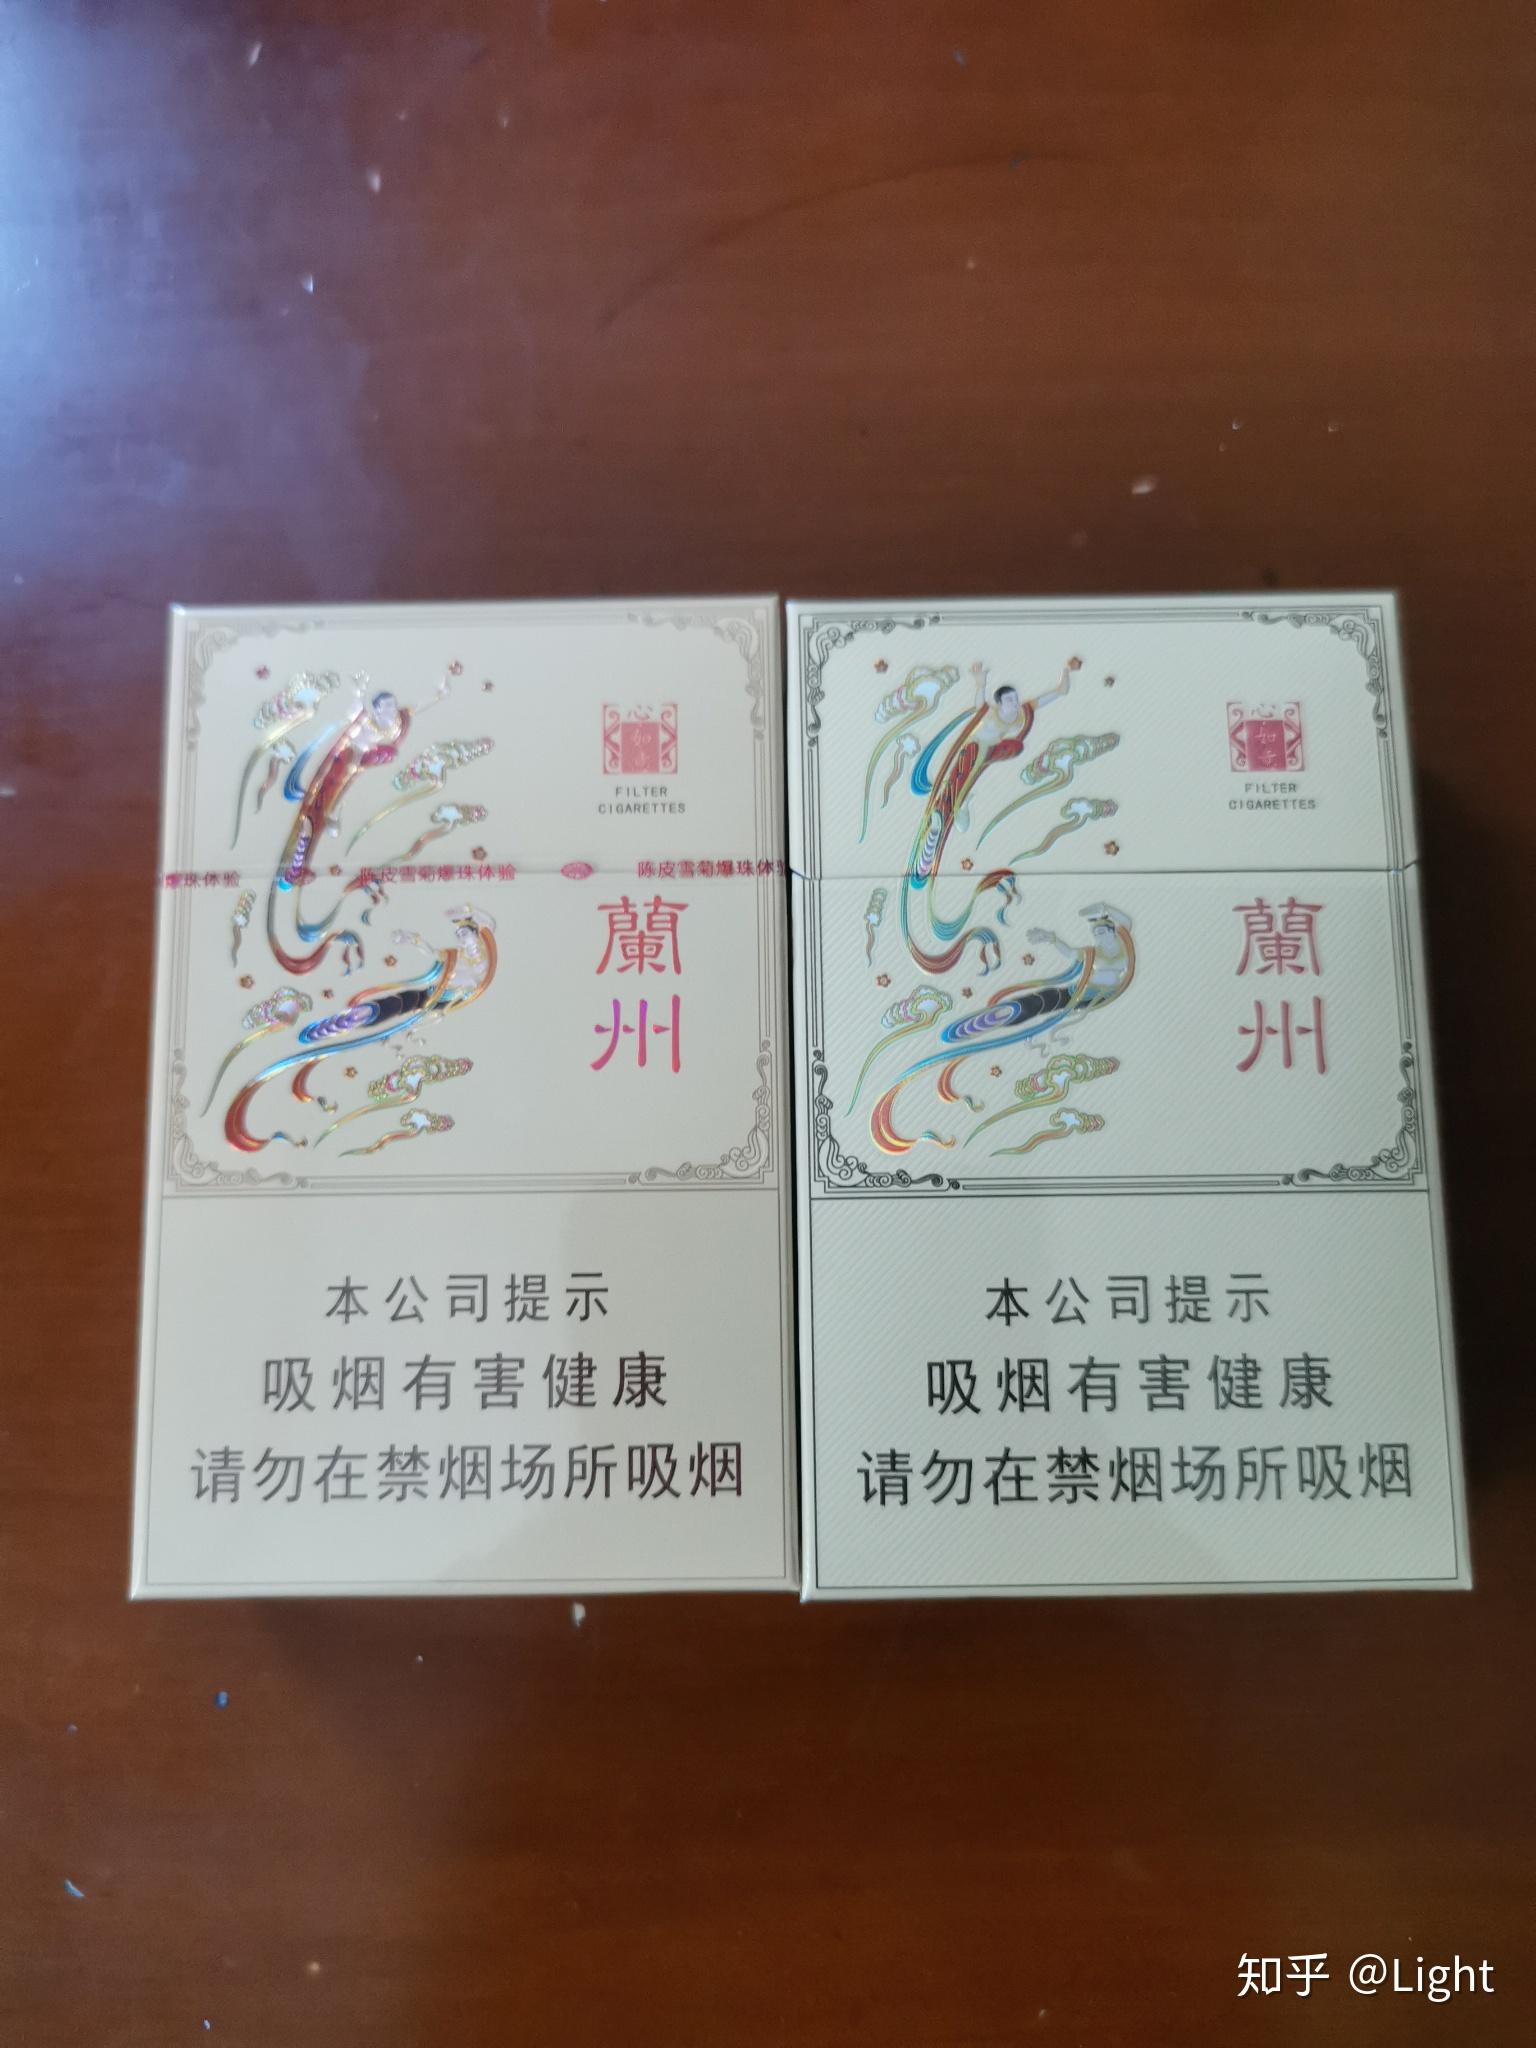 心
如
意
FILTER
CIGARETTES
爆珠体验
陈皮雪菊爆珠体验
陈皮雪菊爆珠体
蘭
州
本公司提示
吸烟有害健康
请勿在禁烟场所吸烟
心
如
意
FILTER
CIGARETTES
蘭
州
本公司提示
吸烟有害健康
请勿在禁烟场所吸烟
知乎 @Light